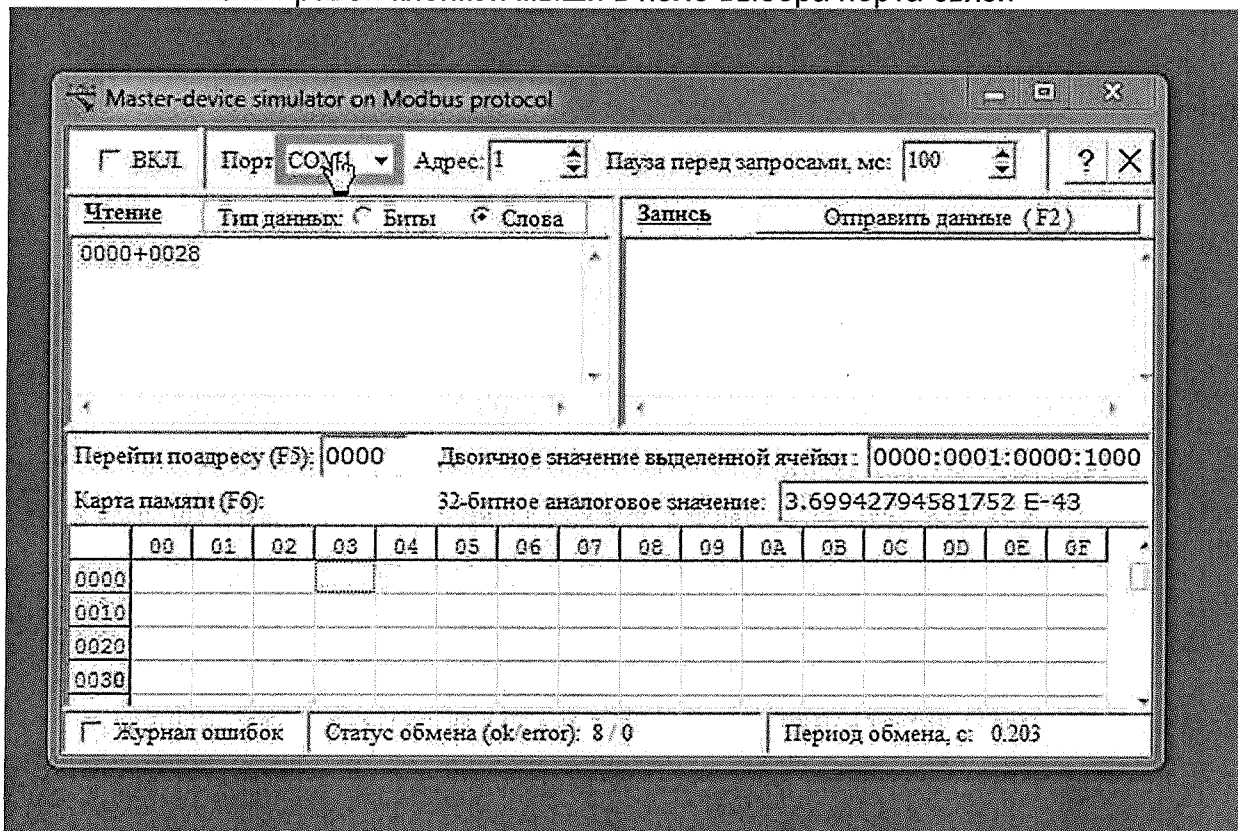 Master-device simulator on Modbus protocol
ВКЛ Порт Адрес: 1 Пауза перед запросами, мс: 100 ? X
Чтение Тип данных: Биты Слова Запись Отправить данные (F2)
0000+0028
Перейти поадресу (F5): 0000 Двоичное значение выделенной ячейки: 0000:0001:0000:1000
Карта памяти (F6): 32-битное аналоговое значение: 3.69942794581752 E-43
00 01 02 03 04 05 06 07 08 09 0A 0B 0C 0D 0E 0F
0000
0010
0020
0030
Журнал ошибок Статус обмена (ok/error): 8 / 0 Период обмена, с: 0.203